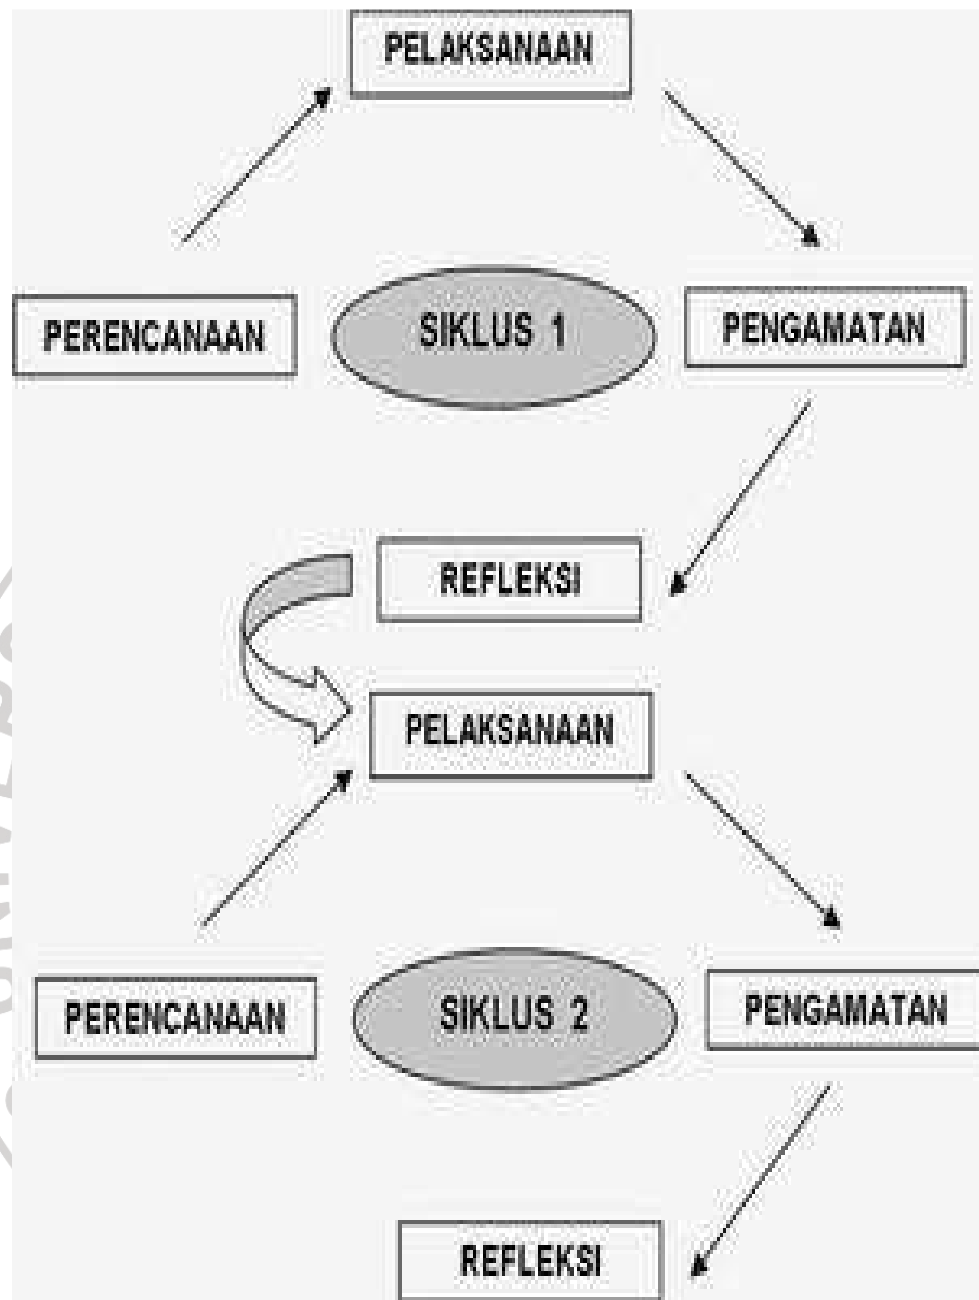 PELAKSANAAN
PERENCANAAN
SIKLUS 1
PENGAMATAN
REFLEKSI
PELAKSANAAN
PERENCANAAN
SIKLUS 2
PENGAMATAN
REFLEKSI